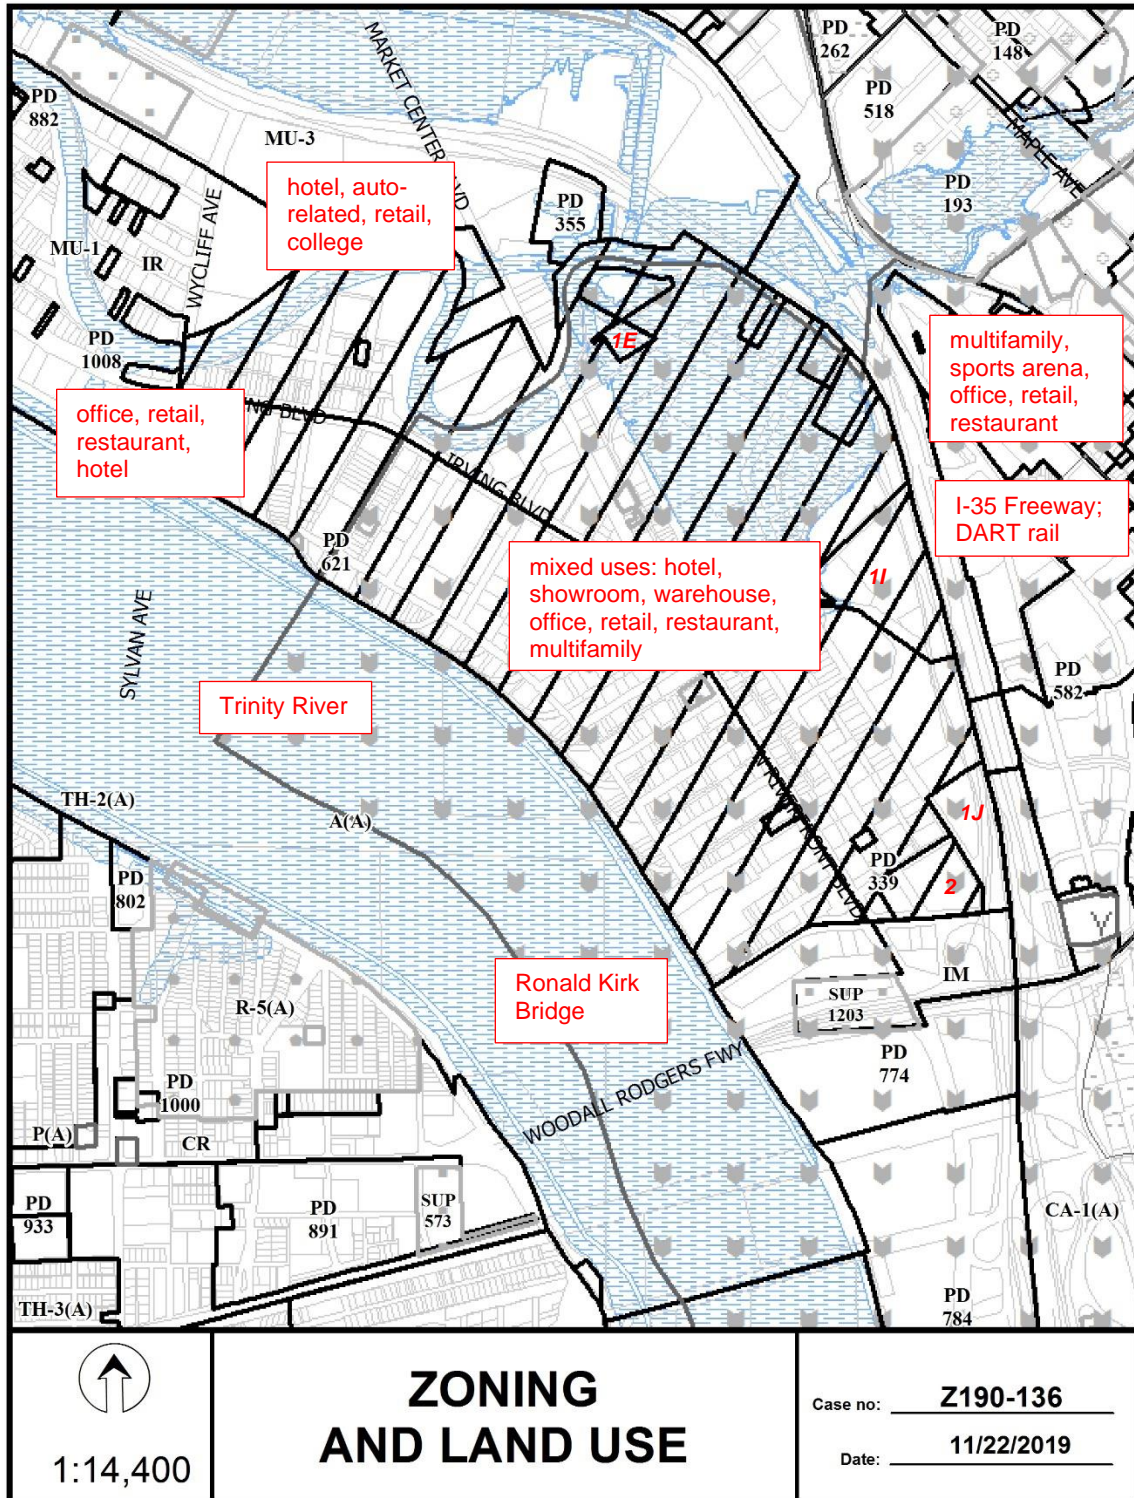 PD
262
PD
148
PD
518
MARKET CENTER BLVD
MAPLE AVE
PD
882
MU-3
hotel, auto-
related, retail,
college
PD
355
PD
193
WYCLIFF AVE
MU-1
IR
PD
1008
1E
multifamily,
sports arena,
office, retail,
restaurant
office, retail,
restaurant,
hotel
NG BLVD
IRVING BLVD
I-35 Freeway;
DART rail
PD
621
mixed uses: hotel,
showroom, warehouse,
office, retail, restaurant,
multifamily
1I
SYLVAN AVE
PD
582
Trinity River
TH-2(A)
A(A)
1J
PD
802
PD
339
2
Ronald Kirk
Bridge
IM
SUP
1203
R-5(A)
PD
774
WOODALL RODGERS FWY
PD
1000
P(A)
CR
PD
933
PD
891
SUP
573
CA-1(A)
TH-3(A)
PD
784
1:14,400
ZONING
AND LAND USE
Case no: Z190-136
Date: 11/22/2019